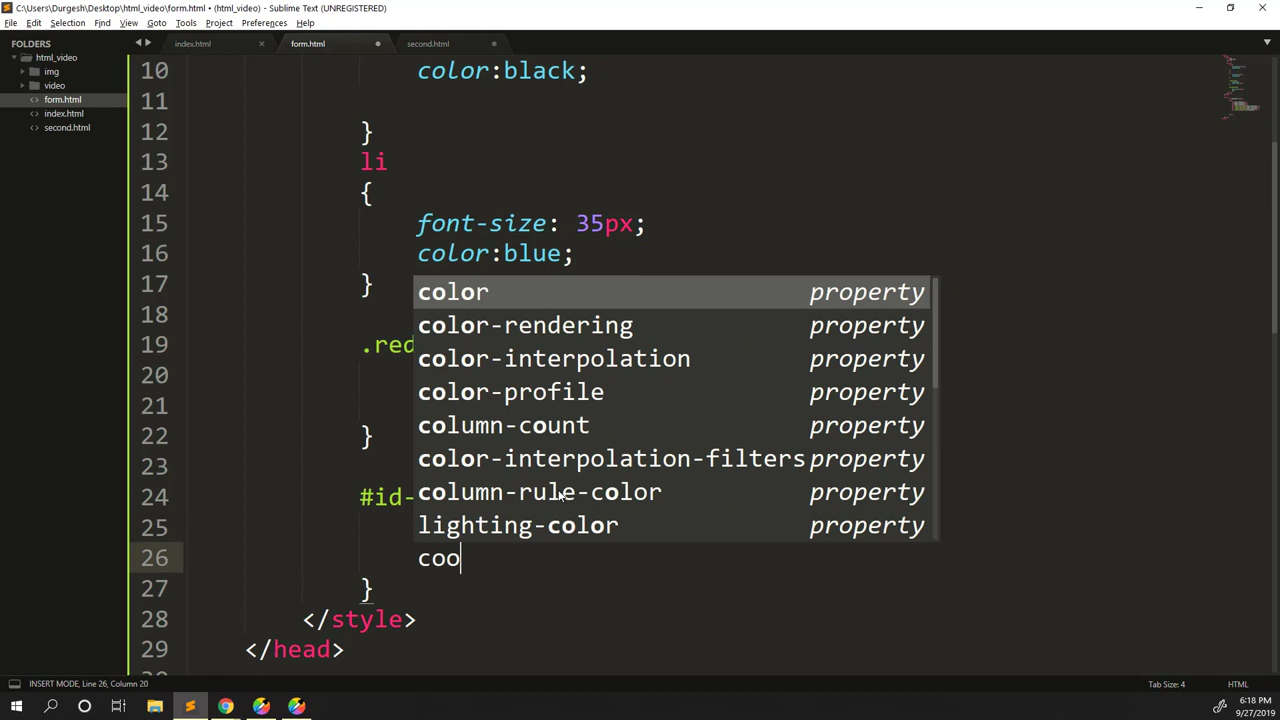 C:\Users\Durgesh\Desktop\html_video\form.html • (html_video) - Sublime Text (UNREGISTERED)
File Edit Selection Find View Goto Tools Project Preferences Help
FOLDERS
html_video
img
video
form.html
index.html
second.html
index.html form.html second.html
10 color:black;
11
12 }
13 li
14 {
15 font-size: 35px;
16 color:blue;
17 }
18
19 .red
20
21
22 }
23
24 #id-
25
26 coo
27 }
28 </style>
29 </head>
color property
color-rendering property
color-interpolation property
color-profile property
column-count property
color-interpolation-filters property
column-rule-color property
lighting-color property
INSERT MODE, Line 26, Column 20 Tab Size: 4 HTML
6:18 PM
9/27/2019